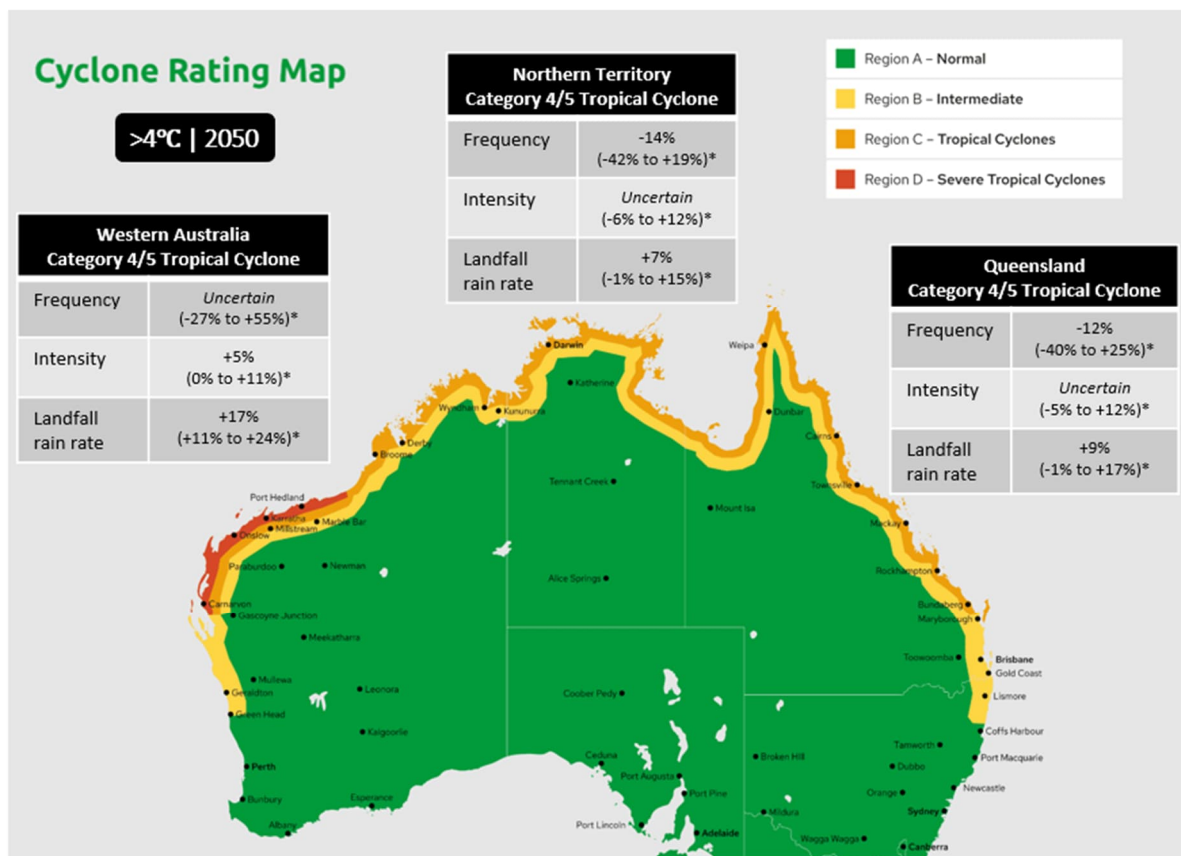 Cyclone Rating Map
>4°C | 2050
Northern Territory
Category 4/5 Tropical Cyclone
Frequency
-14%
(-42% to +19%)*
Intensity
Uncertain
(-6% to +12%)*
Landfall
rain rate
+7%
(-1% to +15%)*
Region A – Normal
Region B – Intermediate
Region C – Tropical Cyclones
Region D – Severe Tropical Cyclones
Western Australia
Category 4/5 Tropical Cyclone
Frequency
Uncertain
(-27% to +55%)*
Intensity
+5%
(0% to +11%)*
Landfall
rain rate
+17%
(+11% to +24%)*
Queensland
Category 4/5 Tropical Cyclone
Frequency
-12%
(-40% to +25%)*
Intensity
Uncertain
(-5% to +12%)*
Landfall
rain rate
+9%
(-1% to +17%)*
Darwin
Weipa
Katherine
Wyndham
Kununurra
Dunbar
Derby
Broome
Cairns
Tennant Creek
Townsville
Port Hedland
Karratha
Marble Bar
Millstream
Mount Isa
Onslow
Mackay
Paraburdoo
Newman
Alice Springs
Rockhampton
Carnarvon
Gascoyne Junction
Bundaberg
Maryborough
Meekatharra
Toowoomba
Brisbane
Gold Coast
Mullewa
Leonora
Geraldton
Coober Pedy
Lismore
Green Head
Kalgoorlie
Coffs Harbour
Tamworth
Ceduna
Broken Hill
Port Macquarie
Perth
Dubbo
Port Augusta
Port Pine
Orange
Newcastle
Bunbury
Esperance
Mildura
Sydney
Albany
Port Lincoln
Adelaide
Wagga Wagga
Canberra